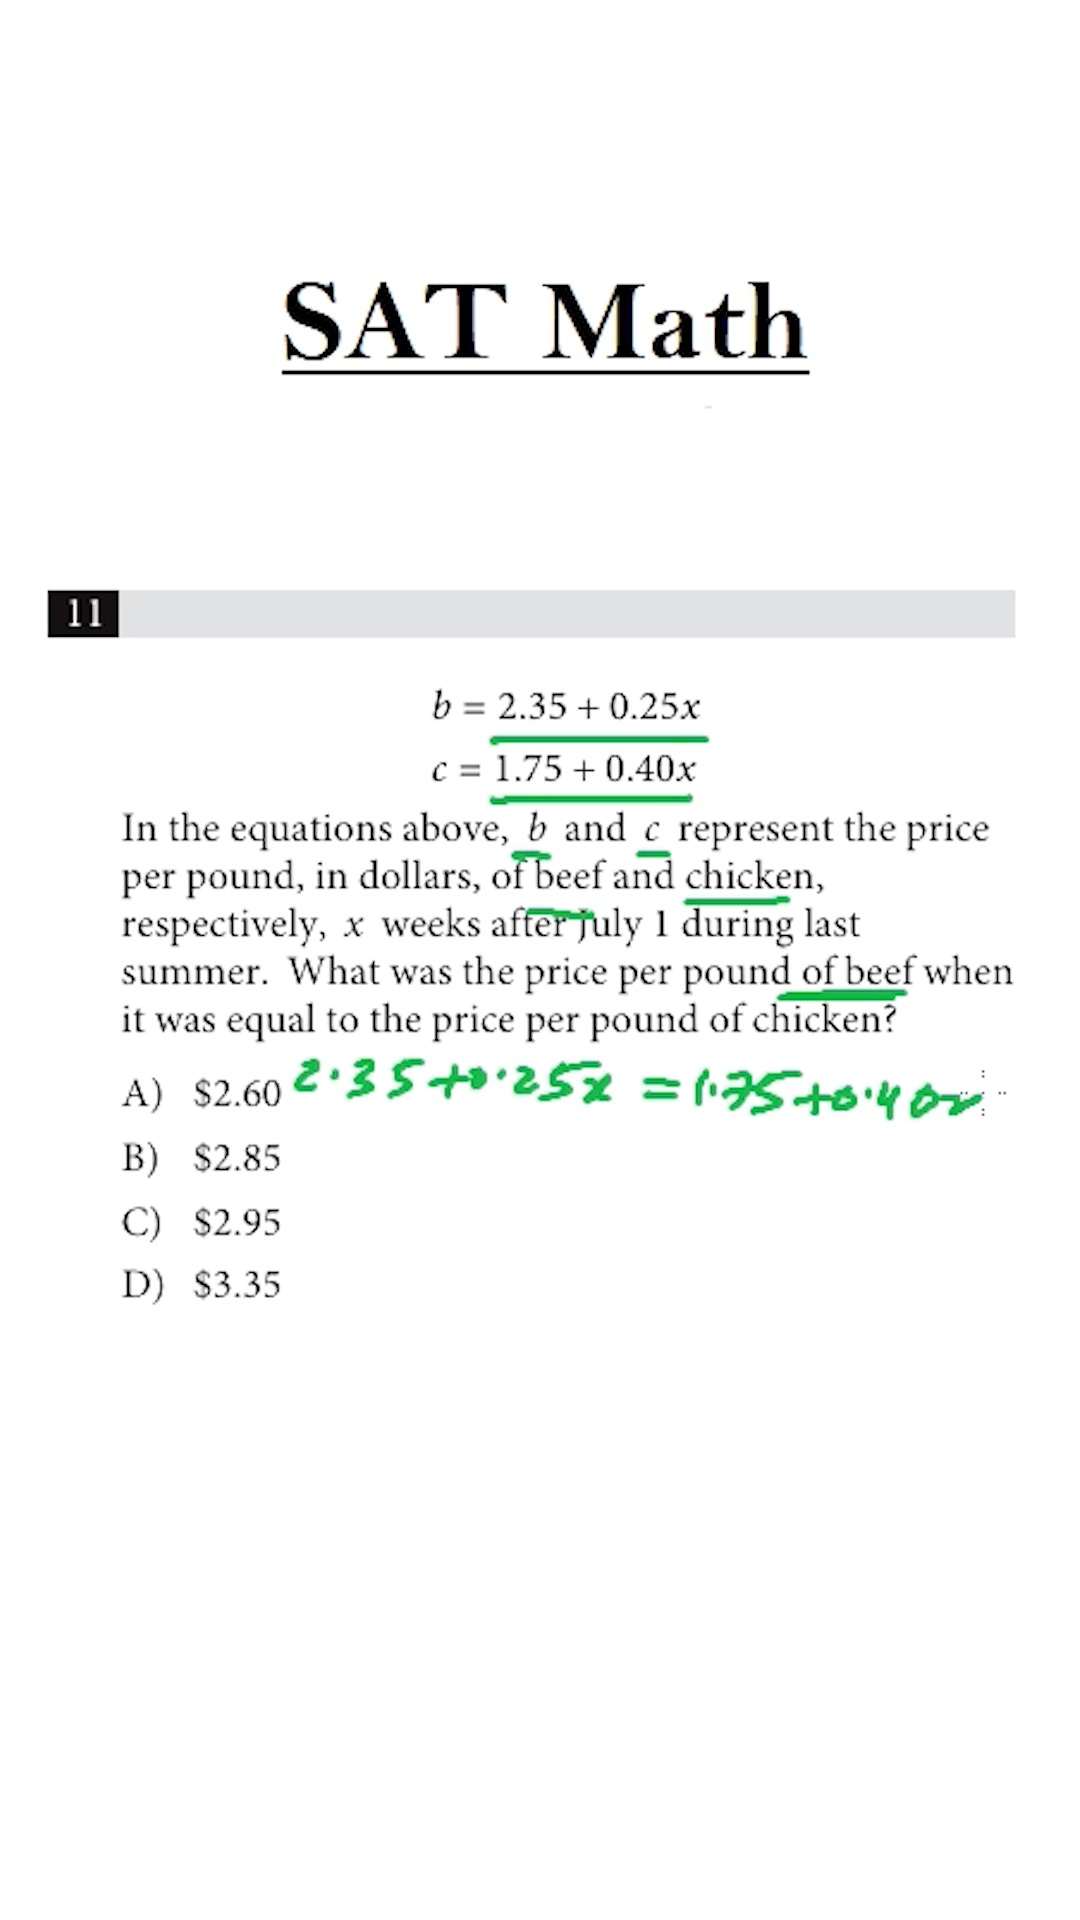 SAT Math
11
b = 2.35 + 0.25x
c = 1.75 + 0.40x
In the equations above, b and c represent the price
per pound, in dollars, of beef and chicken,
respectively, x weeks after July 1 during last
summer. What was the price per pound of beef when
it was equal to the price per pound of chicken?
A) $2.60 2.35+0.25x = 1.75+0.40x
B) $2.85
C) $2.95
D) $3.35